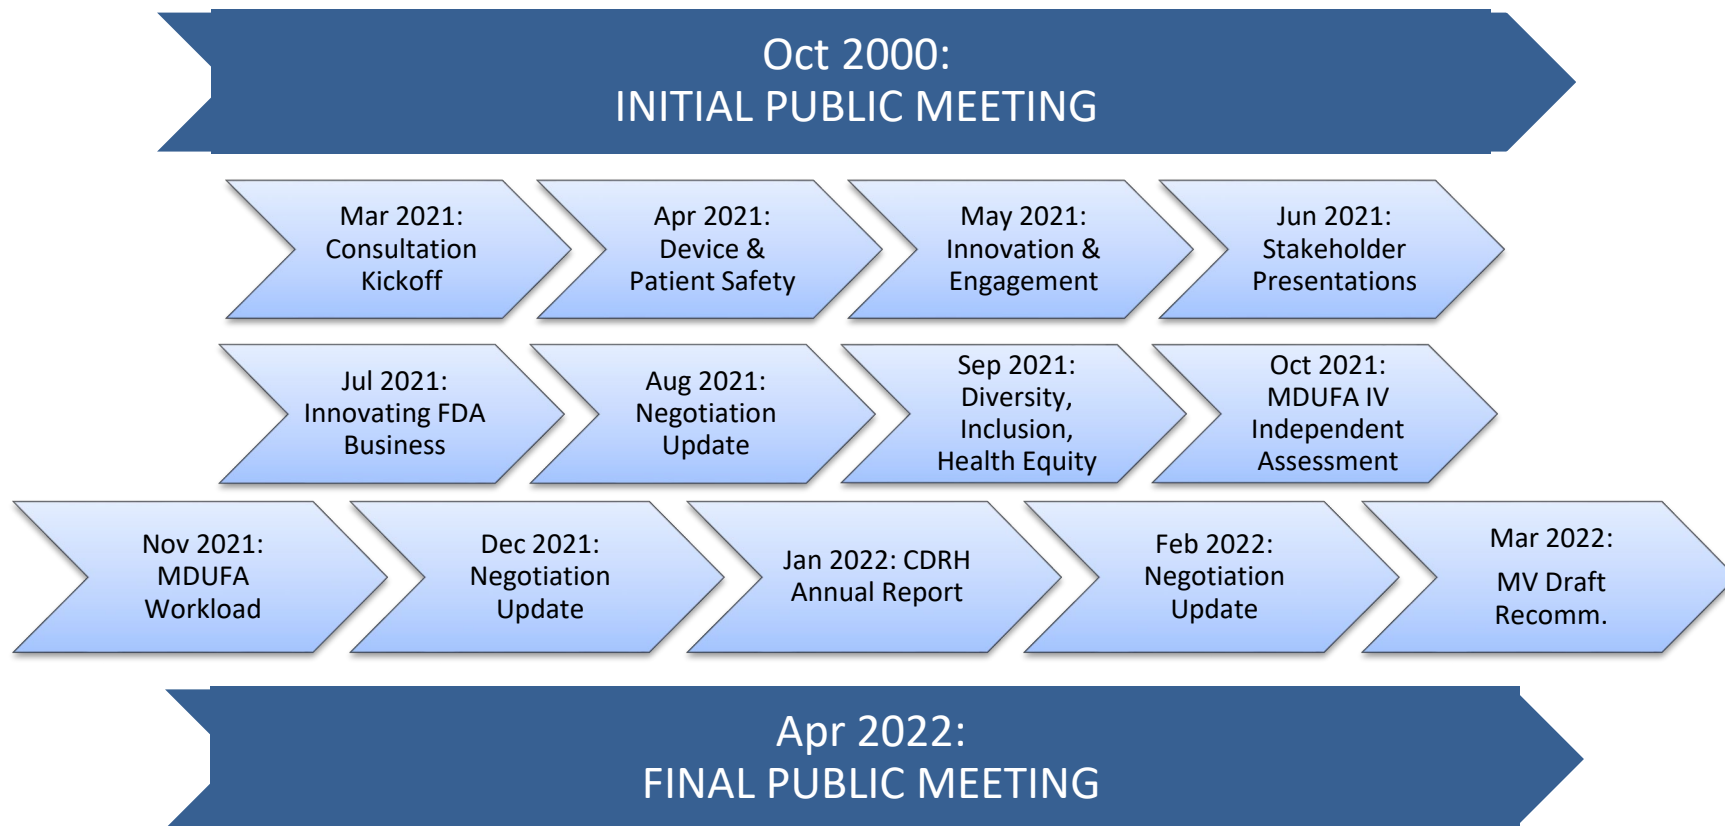 Oct 2000:
INITIAL PUBLIC MEETING
Mar 2021:
Consultation
Kickoff
Apr 2021:
Device &
Patient Safety
May 2021:
Innovation &
Engagement
Jun 2021:
Stakeholder
Presentations
Jul 2021:
Innovating FDA
Business
Aug 2021:
Negotiation
Update
Sep 2021:
Diversity,
Inclusion,
Health Equity
Oct 2021:
MDUFA IV
Independent
Assessment
Nov 2021:
MDUFA
Workload
Dec 2021:
Negotiation
Update
Jan 2022: CDRH
Annual Report
Feb 2022:
Negotiation
Update
Mar 2022:
MV Draft
Recomm.
Apr 2022:
FINAL PUBLIC MEETING